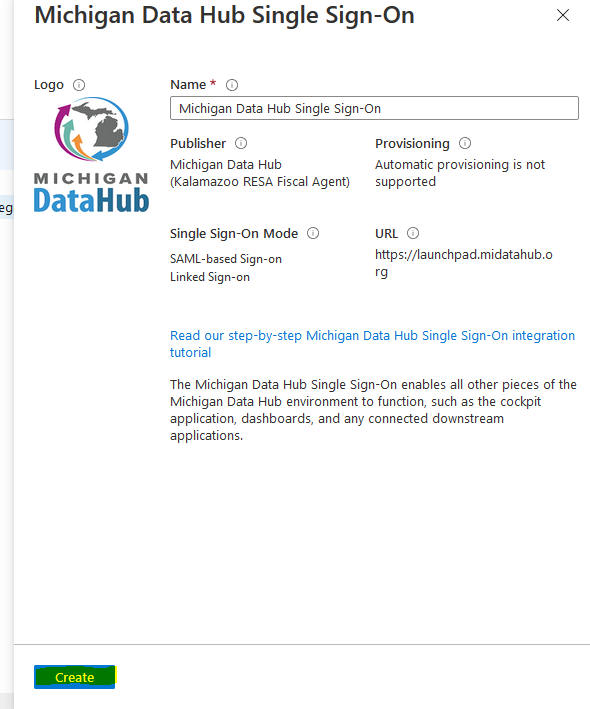 Michigan Data Hub Single Sign-On
Logo
MICHIGAN
DataHub
Name *
Michigan Data Hub Single Sign-On
Publisher
Michigan Data Hub
(Kalamazoo RESA Fiscal Agent)
Provisioning
Automatic provisioning is not
supported
Single Sign-On Mode
SAML-based Sign-on
Linked Sign-on
URL
https://launchpad.midatahub.o
rg
Read our step-by-step Michigan Data Hub Single Sign-On integration
tutorial
The Michigan Data Hub Single Sign-On enables all other pieces of the
Michigan Data Hub environment to function, such as the cockpit
application, dashboards, and any connected downstream
applications.
Create